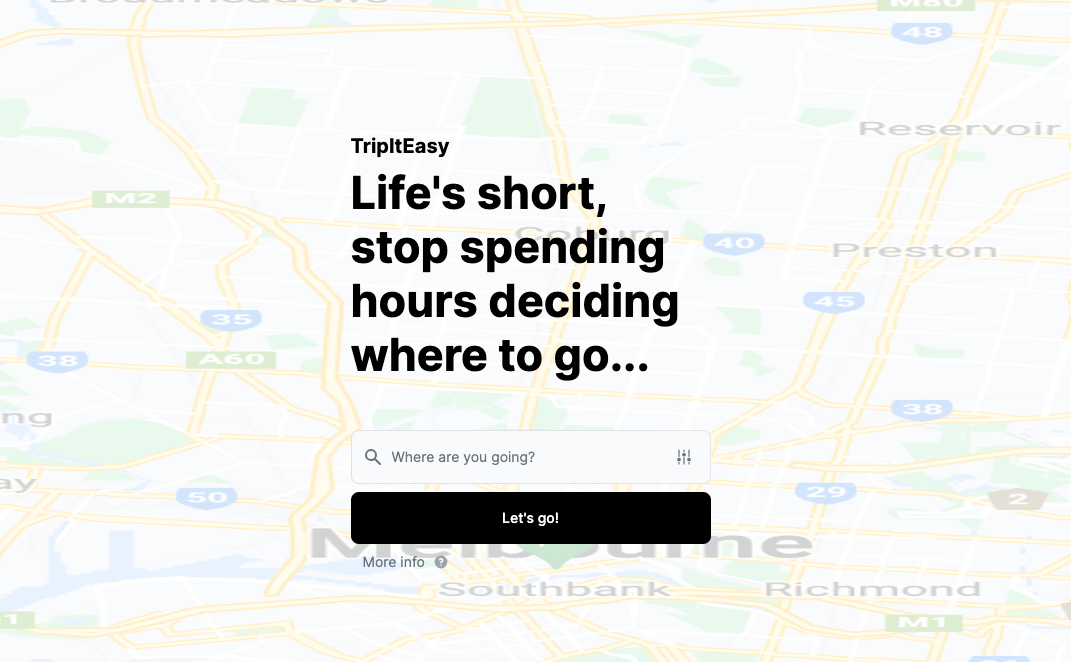 Broadmeadows
M80
48
Reservoir
TripItEasy
Life's short,
M2
stop spending
Coburg
40
Preston
hours deciding
45
35
where to go...
38
A60
38
Where are you going?
50
29
2
Let's go!
Melbourne
More info
Southbank
Richmond
M1